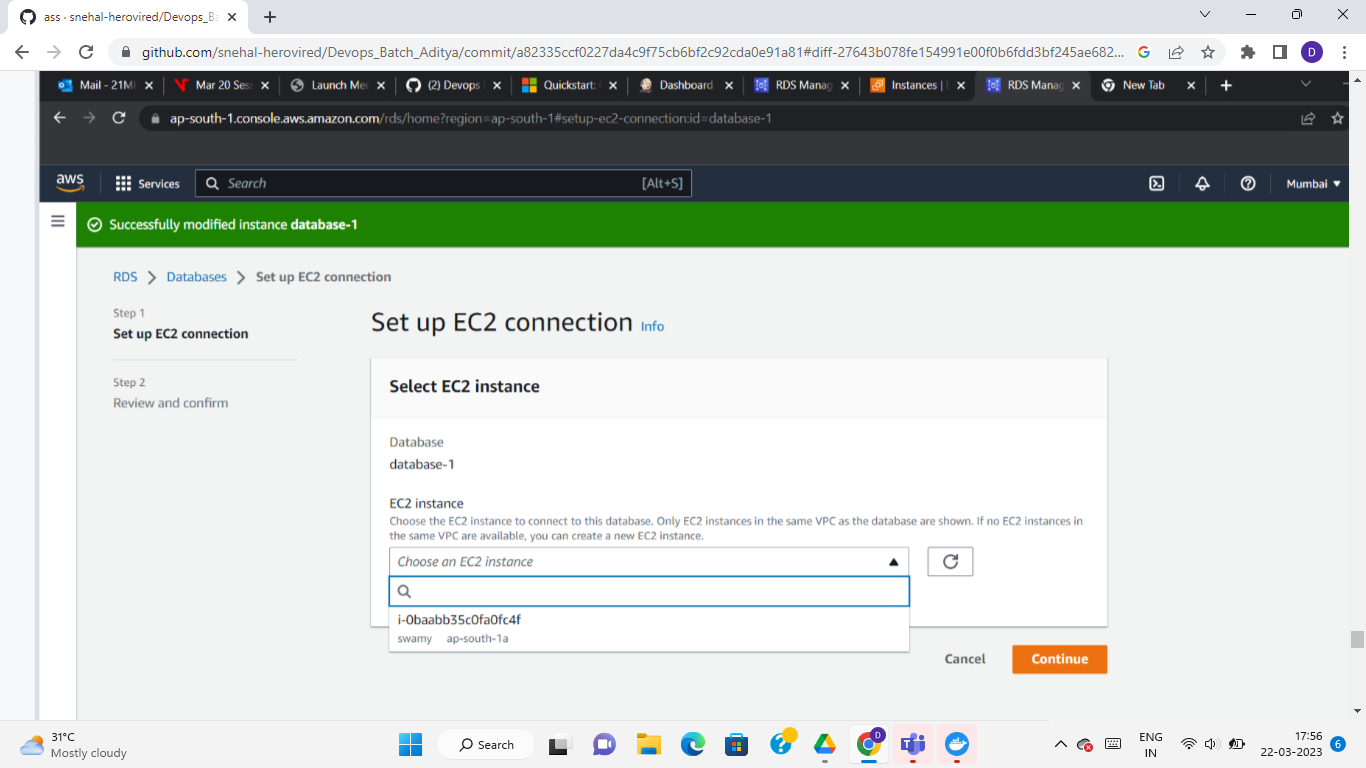 ass · snehal-herovired/Devops_Ba
github.com/snehal-herovired/Devops_Batch_Aditya/commit/a82335ccf0227da4c9f75cb6bf2c92cda0e91a81#diff-27643b078fe154991e00f0b6fdd3bf245ae682...
D
Mail - 21M
Mar 20 Ses
Launch Me
(2) Devops
Quickstart:
Dashboard
RDS Manag
Instances |
RDS Manag
New Tab
ap-south-1.console.aws.amazon.com/rds/home?region=ap-south-1#setup-ec2-connection:id=database-1
aws
Services
Search
[Alt+S]
Mumbai
Successfully modified instance database-1
RDS
Databases
Set up EC2 connection
Step 1
Set up EC2 connection
Step 2
Review and confirm
Set up EC2 connection Info
Select EC2 instance
Database
database-1
EC2 instance
Choose the EC2 instance to connect to this database. Only EC2 instances in the same VPC as the database are shown. If no EC2 instances in
the same VPC are available, you can create a new EC2 instance.
Choose an EC2 instance
i-0baabb35c0fa0fc4f
swamy ap-south-1a
Cancel
Continue
31°C
Mostly cloudy
Search
D
ENG
IN
17:56
22-03-2023
6